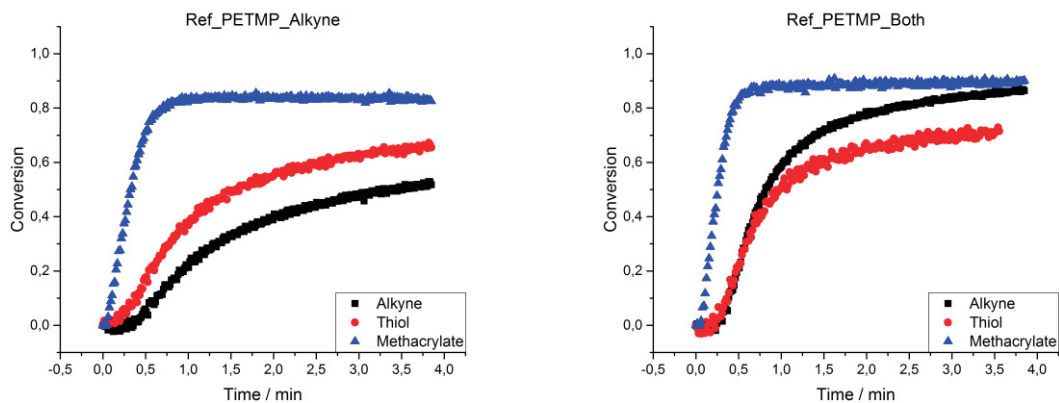 Ref_PETMP_Alkyne
Conversion
1,0
0,8
0,6
0,4
0,2
0,0
Alkyne
Thiol
Methacrylate
-0,5 0,0 0,5 1,0 1,5 2,0 2,5 3,0 3,5 4,0
Time / min
Ref_PETMP_Both
Conversion
1,0
0,8
0,6
0,4
0,2
0,0
Alkyne
Thiol
Methacrylate
-0,5 0,0 0,5 1,0 1,5 2,0 2,5 3,0 3,5 4,0
Time / min